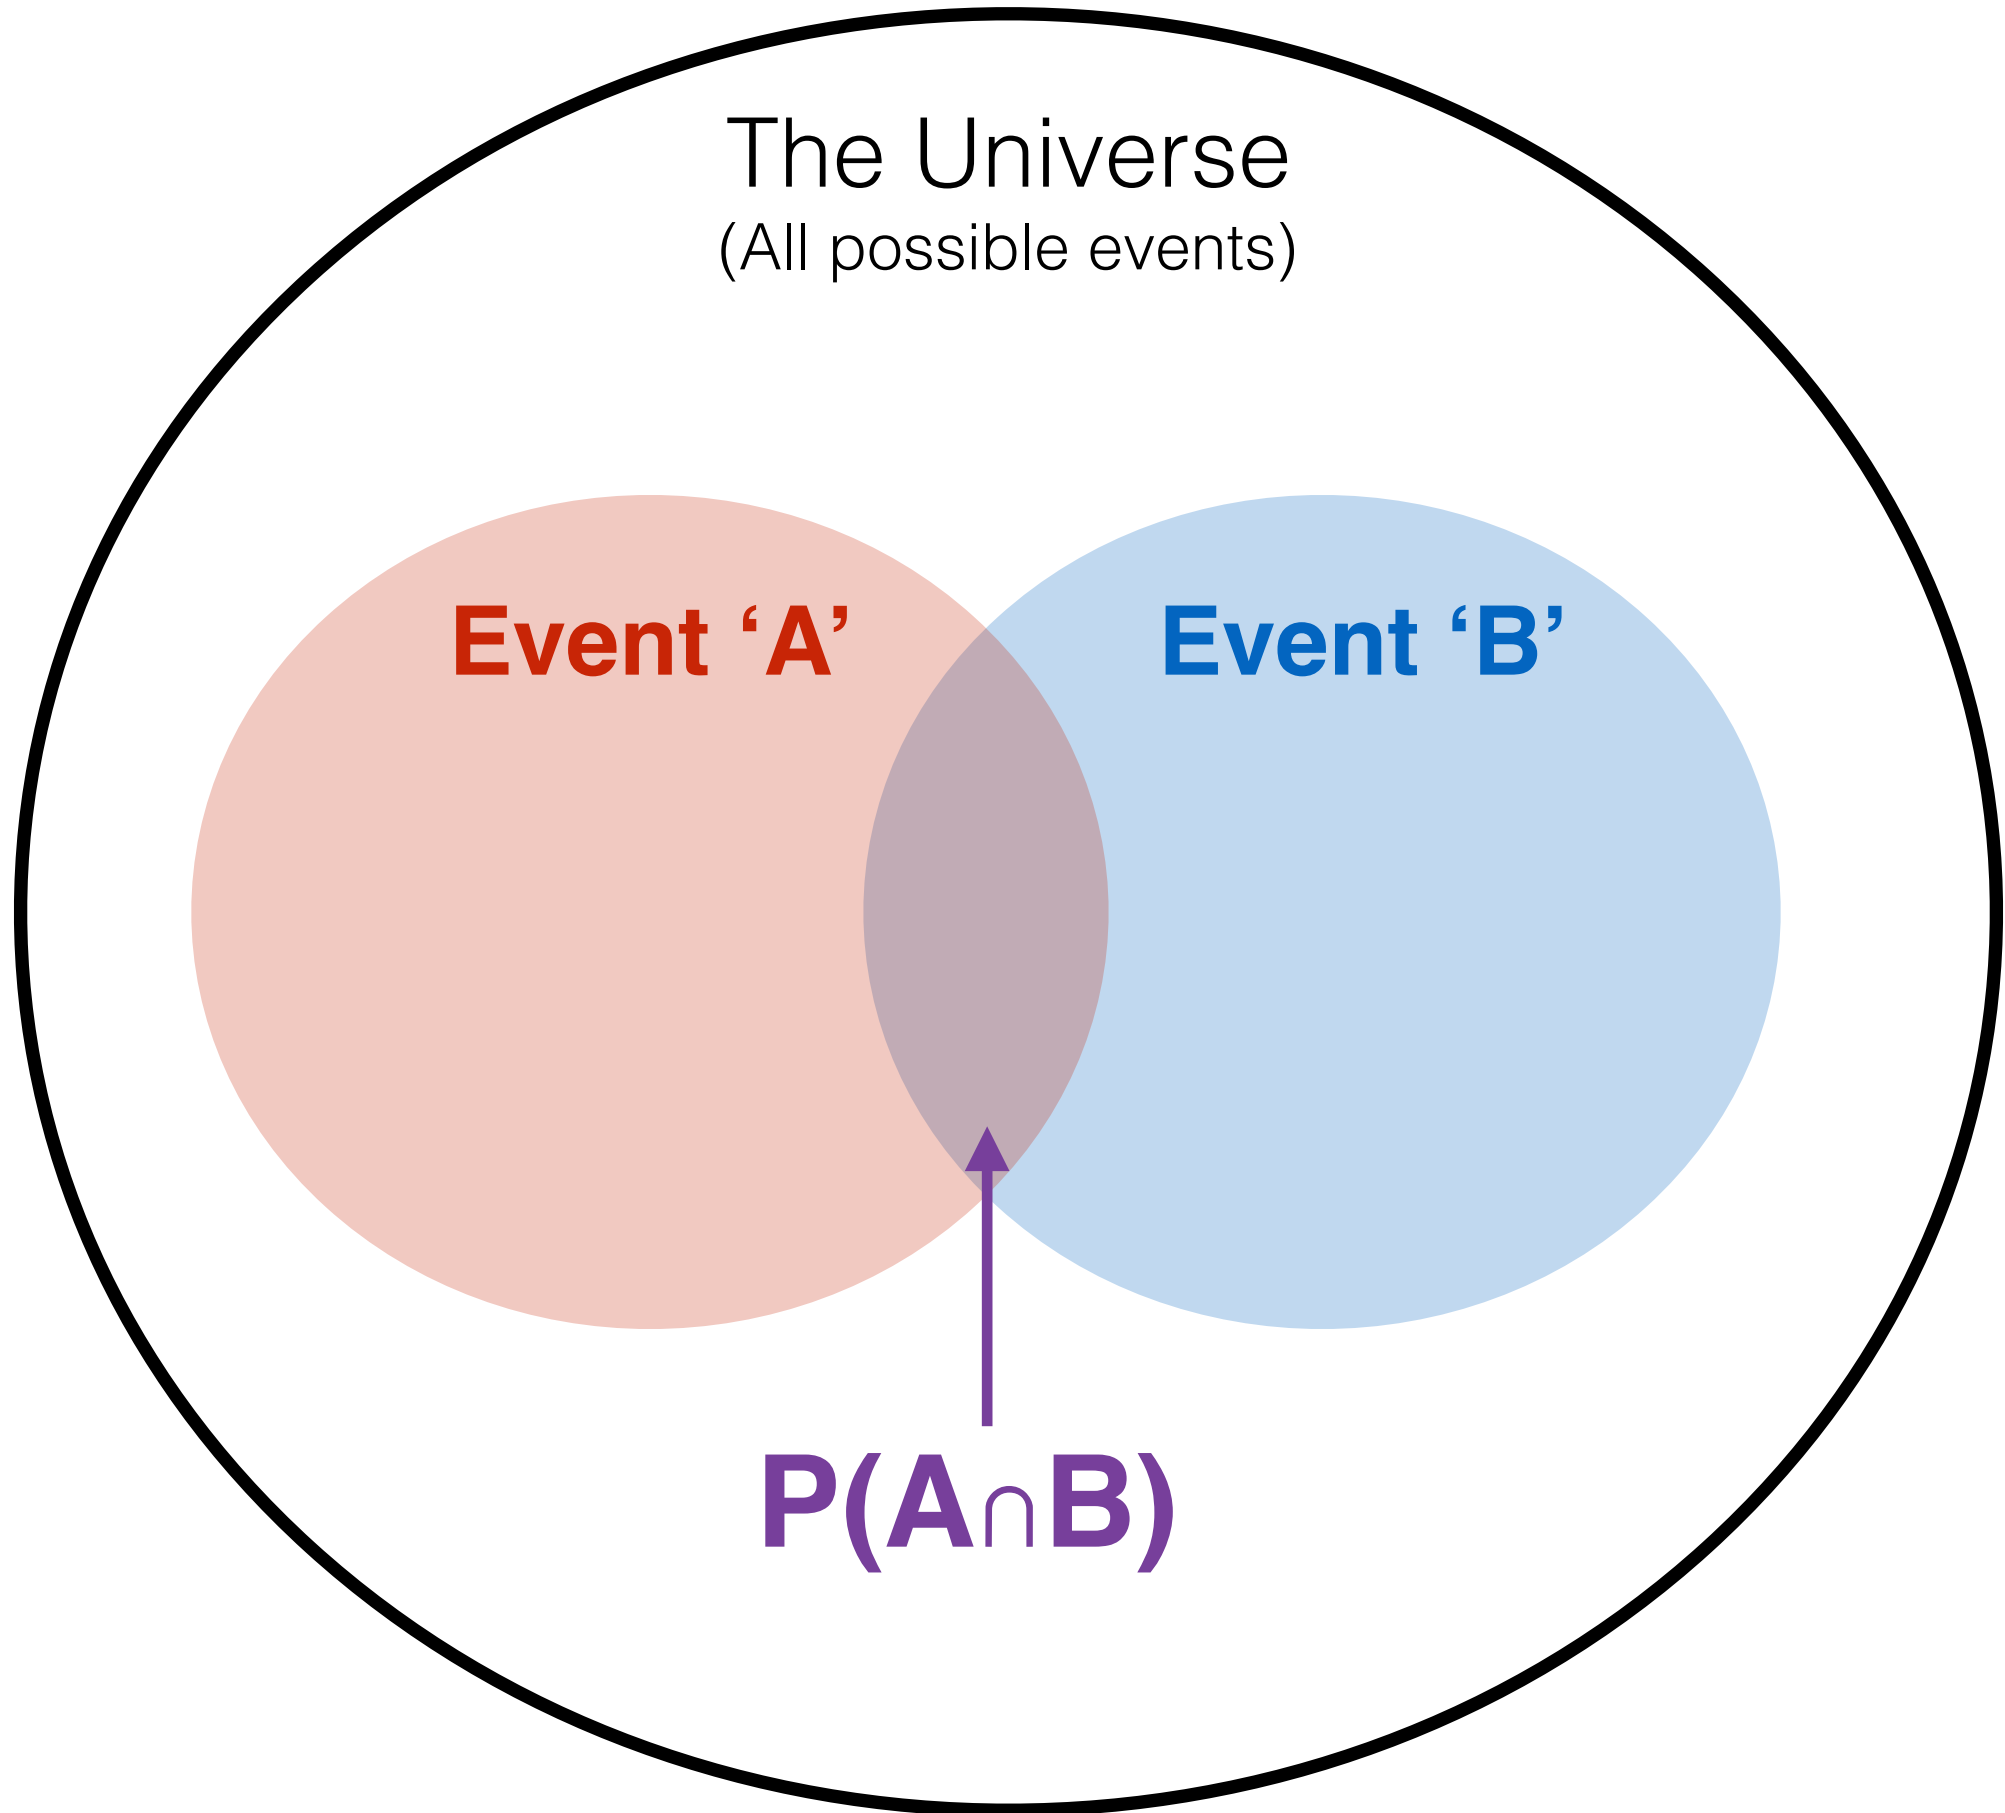 The Universe
(All possible events)
Event ‘A’
Event ‘B’
P(A∩B)